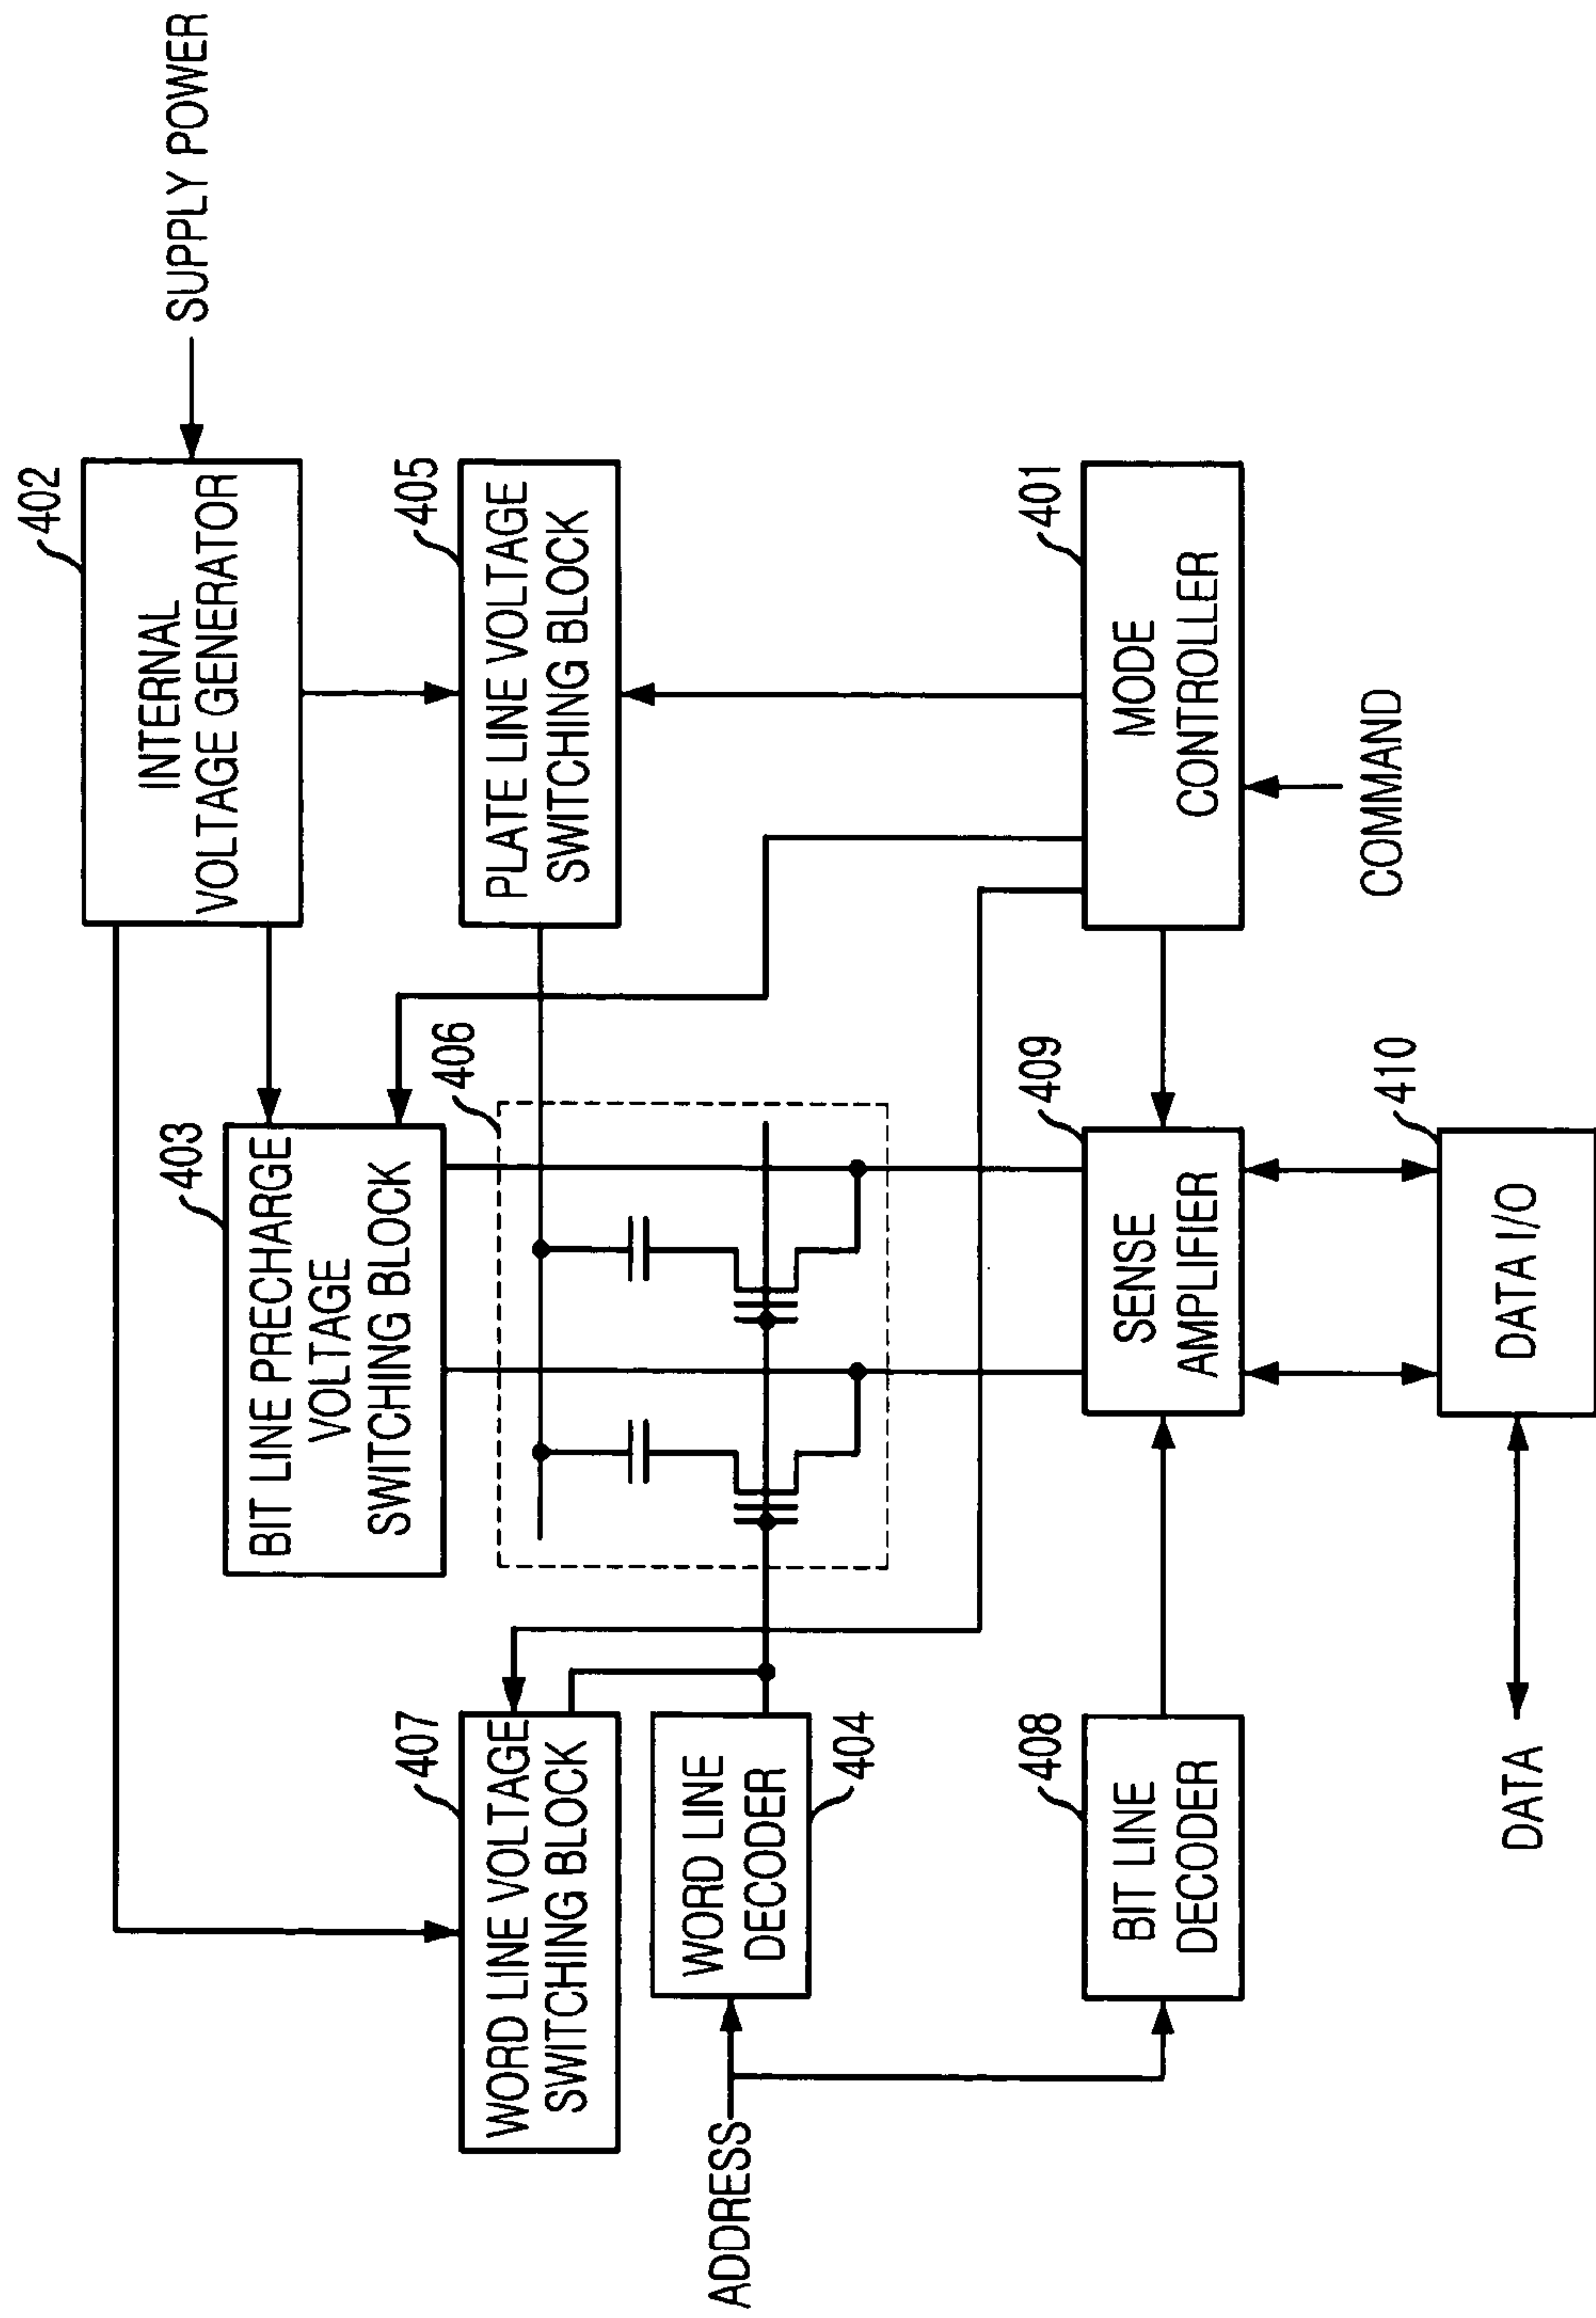 402
INTERNAL
VOLTAGE GENERATOR
SUPPLY POWER
403
BIT LINE PRECHARGE
VOLTAGE
SWITCHING BLOCK
405
PLATE LINE VOLTAGE
SWITCHING BLOCK
407
WORD LINE VOLTAGE
SWITCHING BLOCK
406
WORD LINE
DECODER
404
ADDRESS
408
BIT LINE
DECODER
409
SENSE
AMPLIFIER
401
MODE
CONTROLLER
COMMAND
410
DATA I/O
DATA